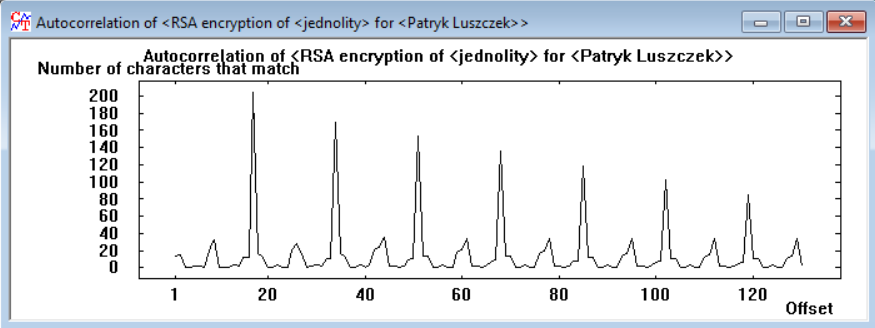 Autocorrelation of <RSA encryption of <jednolity> for <Patryk Luszczek>>
Autocorrelation of <RSA encryption of <jednolity> for <Patryk Luszczek>>
Number of characters that match
200
180
160
140
120
100
80
60
40
20
0
1 20 40 60 80 100 120
Offset